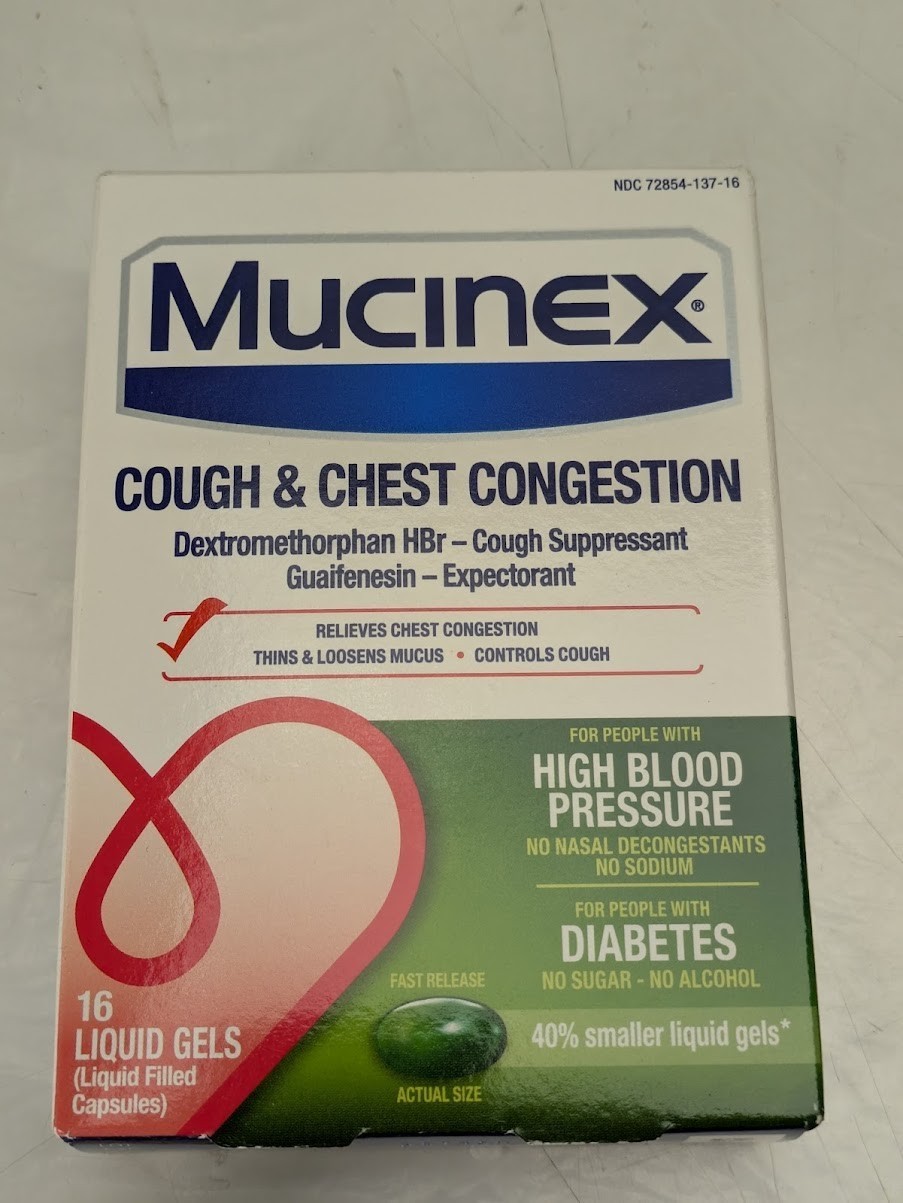 NDC 72854-137-16
Mucinex®
COUGH & CHEST CONGESTION
Dextromethorphan HBr – Cough Suppressant
Guaifenesin – Expectorant
RELIEVES CHEST CONGESTION
THINS & LOOSENS MUCUS • CONTROLS COUGH
FOR PEOPLE WITH
HIGH BLOOD
PRESSURE
NO NASAL DECONGESTANTS
NO SODIUM
FOR PEOPLE WITH
DIABETES
NO SUGAR - NO ALCOHOL
40% smaller liquid gels*
FAST RELEASE
ACTUAL SIZE
16
LIQUID GELS
(Liquid Filled
Capsules)